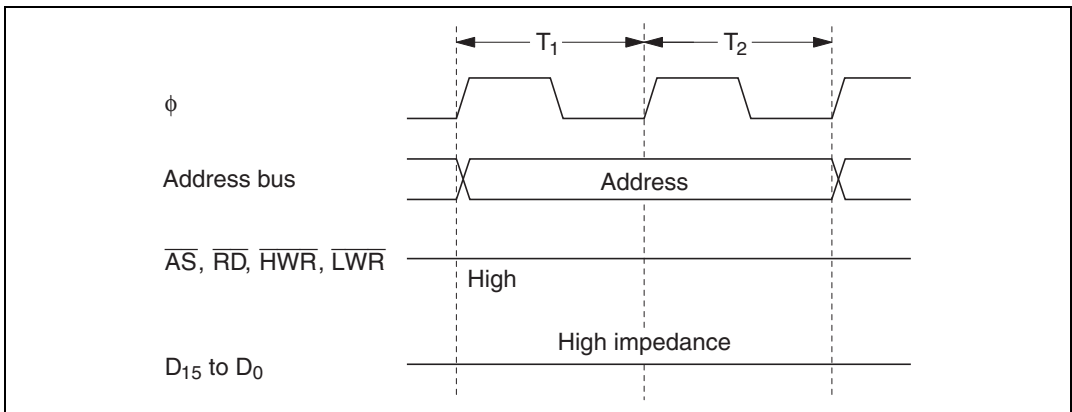 T1 T2
φ
Address bus Address
AS, RD, HWR, LWR
High
High impedance
D15 to D0